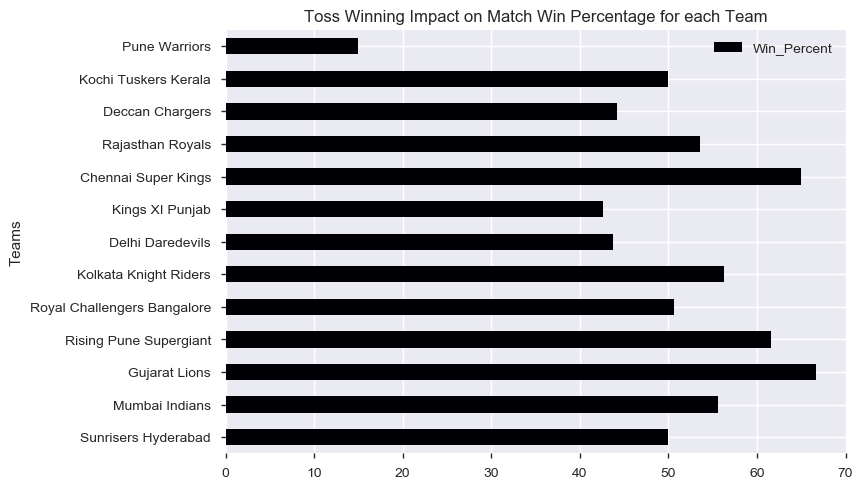 Toss Winning Impact on Match Win Percentage for each Team
Win_Percent
Teams
Pune Warriors
Kochi Tuskers Kerala
Deccan Chargers
Rajasthan Royals
Chennai Super Kings
Kings XI Punjab
Delhi Daredevils
Kolkata Knight Riders
Royal Challengers Bangalore
Rising Pune Supergiant
Gujarat Lions
Mumbai Indians
Sunrisers Hyderabad
0 10 20 30 40 50 60 70